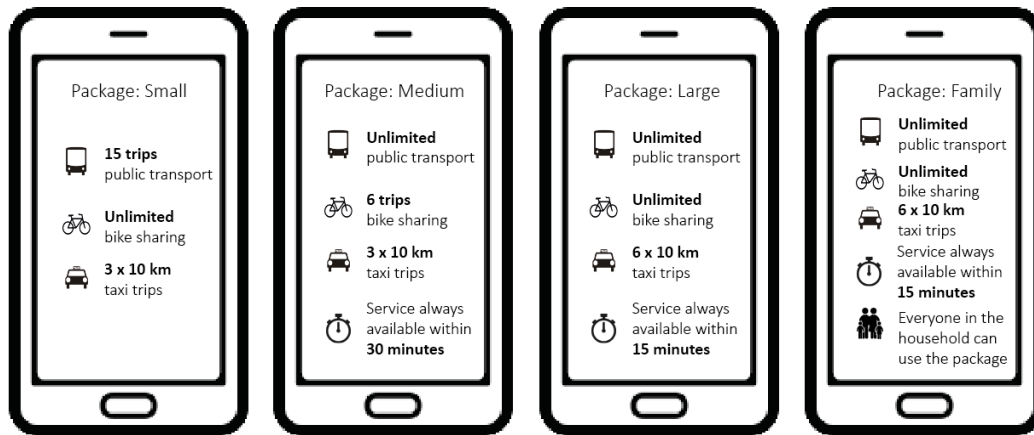 Package: Small
15 trips
public transport
Unlimited
bike sharing
3 x 10 km
taxi trips
Package: Medium
Unlimited
public transport
6 trips
bike sharing
3 x 10 km
taxi trips
Service always
available within
30 minutes
Package: Large
Unlimited
public transport
Unlimited
bike sharing
6 x 10 km
taxi trips
Service always
available within
15 minutes
Package: Family
Unlimited
public transport
Unlimited
bike sharing
6 x 10 km
taxi trips
Service always
available within
15 minutes
Everyone in the
household can
use the package